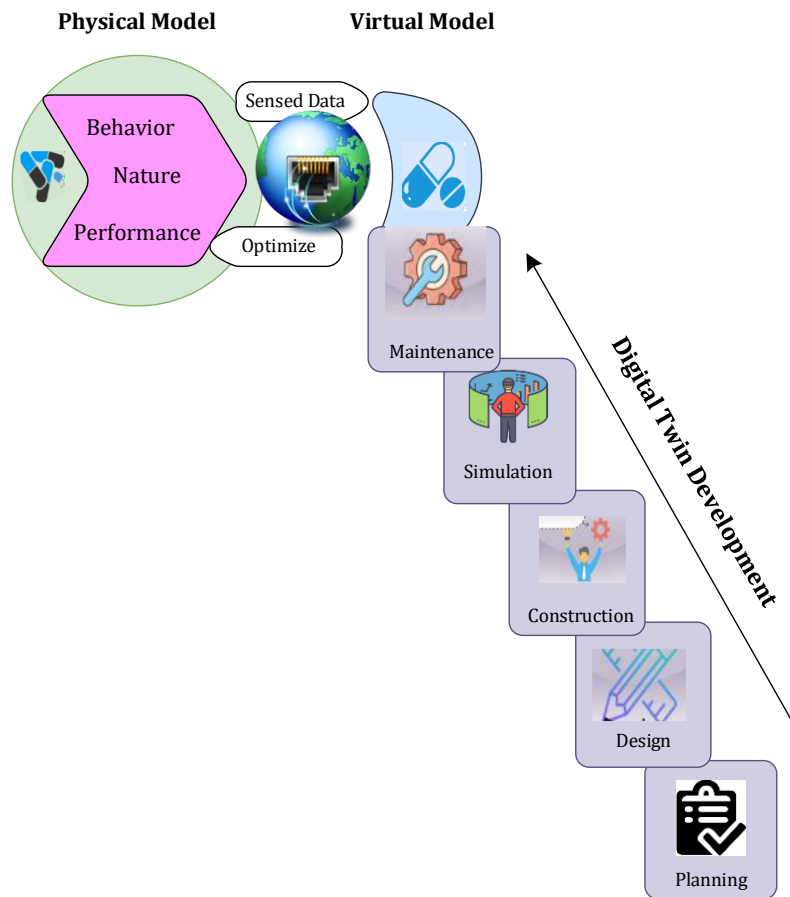 Physical Model
Virtual Model
Sensed Data
Behavior
Nature
Performance
Optimize
Maintenance
Simulation
Construction
Design
Planning
Digital Twin Development